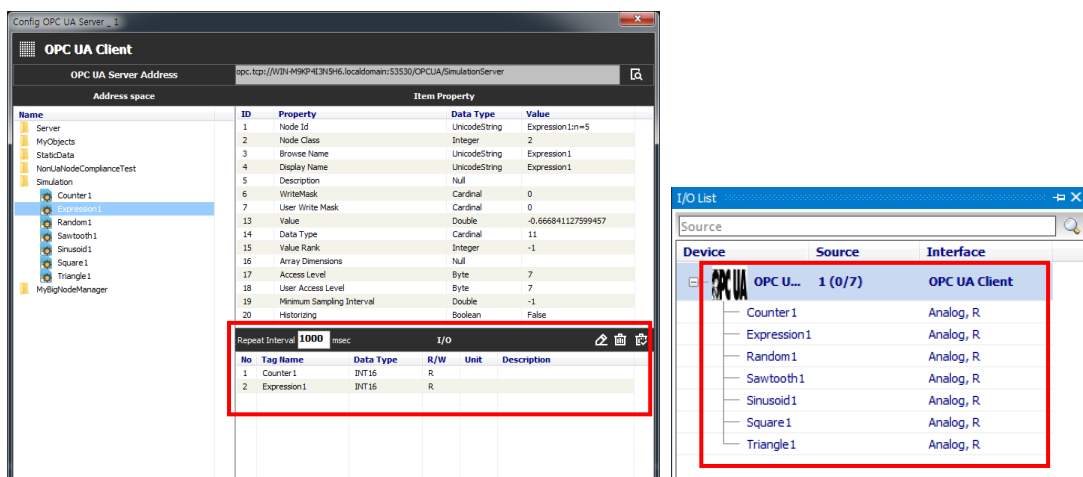 Config OPC UA Server _ 1
OPC UA Client
OPC UA Server Address opc.tcp://WIN-M9KP4I3N5H6.localdomain:53530/OPCUA/SimulationServer
Address space Item Property
Name
Server
MyObjects
StaticData
NonUaNodeComplianceTest
Simulation
Counter1
Expression1
Random1
Sawtooth1
Sinusoid1
Square1
Triangle1
MyBigNodeManager
ID Property Data Type Value
1 Node Id UnicodeString Expression1:n=5
2 Node Class Integer 2
3 Browse Name UnicodeString Expression1
4 Display Name UnicodeString Expression1
5 Description Null
6 WriteMask Cardinal 0
7 User Write Mask Cardinal 0
13 Value Double -0.666841127599457
14 Data Type Cardinal 11
15 Value Rank Integer -1
16 Array Dimensions Null
17 Access Level Byte 7
18 User Access Level Byte 7
19 Minimum Sampling Interval Double -1
20 Historizing Boolean False
Repeat Interval 1000 msec I/O
No Tag Name Data Type R/W Unit Description
1 Counter1 INT16 R
2 Expression1 INT16 R
I/O List
Source
Device Source Interface
OPC UA OPC U... 1 (0/7) OPC UA Client
Counter1 Analog, R
Expression1 Analog, R
Random1 Analog, R
Sawtooth1 Analog, R
Sinusoid1 Analog, R
Square1 Analog, R
Triangle1 Analog, R